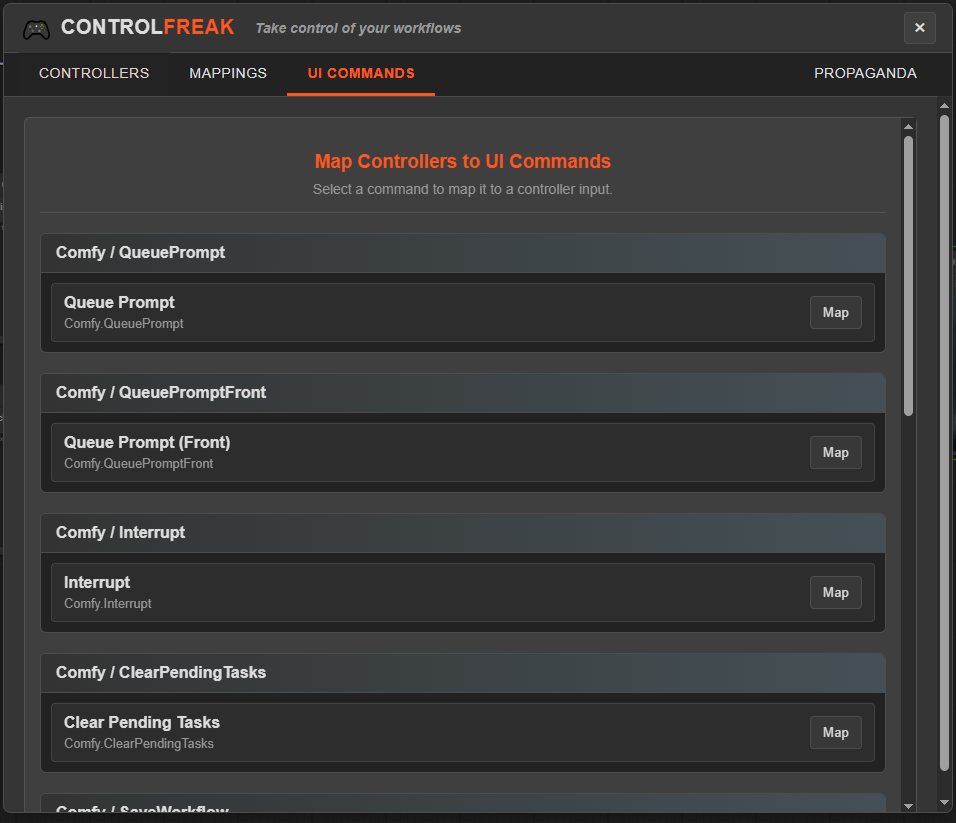 CONTROLFREAK Take control of your workflows ×
CONTROLLERS MAPPINGS UI COMMANDS PROPAGANDA
Map Controllers to UI Commands
Select a command to map it to a controller input.
Comfy / QueuePrompt
Queue Prompt
Comfy.QueuePrompt
Map
Comfy / QueuePromptFront
Queue Prompt (Front)
Comfy.QueuePromptFront
Map
Comfy / Interrupt
Interrupt
Comfy.Interrupt
Map
Comfy / ClearPendingTasks
Clear Pending Tasks
Comfy.ClearPendingTasks
Map
Comfy / SaveWorkflow